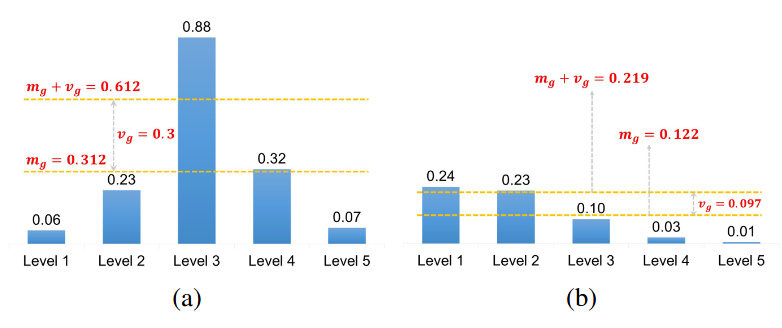 0.88
m_g + v_g = 0.612
v_g = 0.3
m_g = 0.312
0.32
0.23
0.06
0.07
Level 1 Level 2 Level 3 Level 4 Level 5
(a)
m_g + v_g = 0.219
m_g = 0.122
0.24
0.23
v_g = 0.097
0.10
0.03
0.01
Level 1 Level 2 Level 3 Level 4 Level 5
(b)